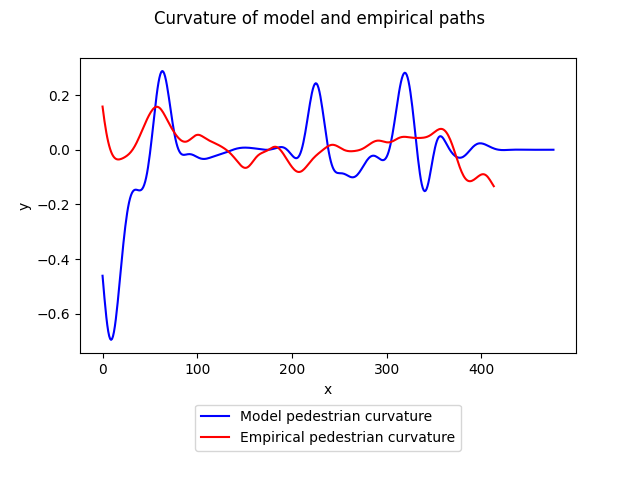 Curvature of model and empirical paths
0.2
0.0
−0.2
−0.4
−0.6
y
0
100
200
300
400
x
Model pedestrian curvature
Empirical pedestrian curvature